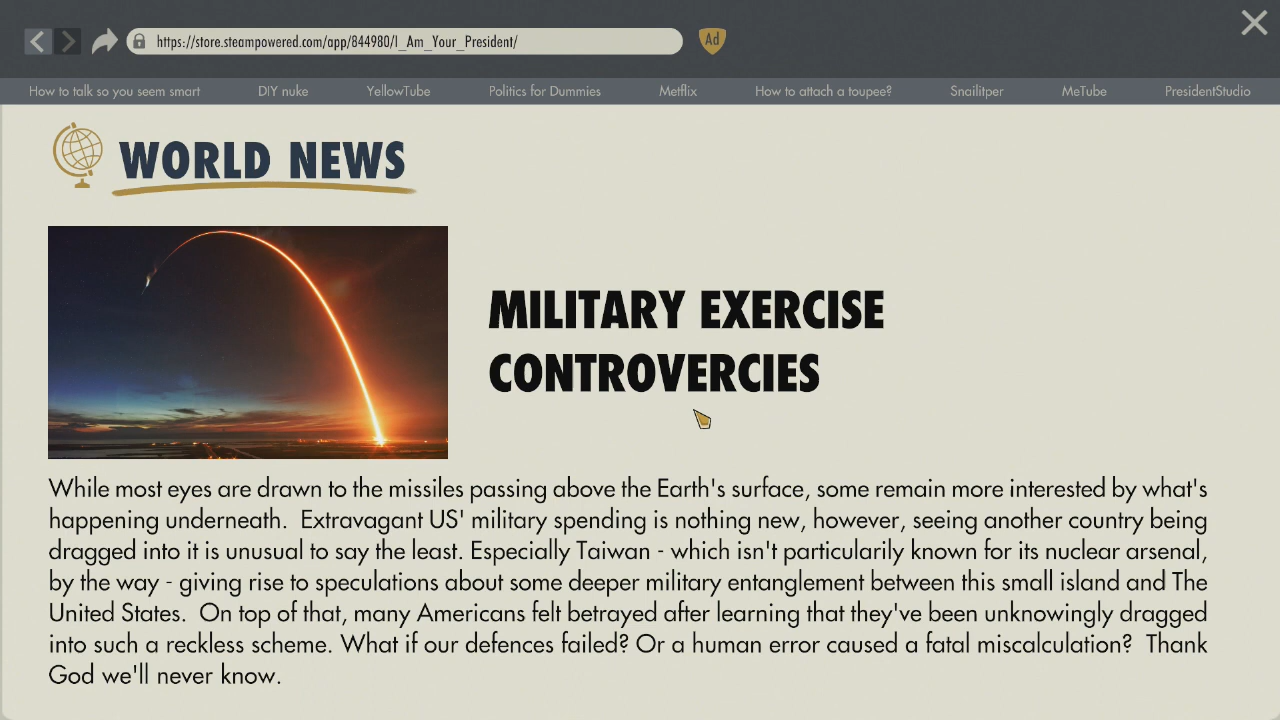 https://store.steampowered.com/app/844980/I_Am_Your_President/
Ad
How to talk so you seem smart DIY nuke YellowTube Politics for Dummies Metflix How to attach a toupee? Snailitper MeTube PresidentStudio
WORLD NEWS
MILITARY EXERCISE
CONTROVERCIES
While most eyes are drawn to the missiles passing above the Earth's surface, some remain more interested by what's
happening underneath.  Extravagant US' military spending is nothing new, however, seeing another country being
dragged into it is unusual to say the least. Especially Taiwan - which isn't particularily known for its nuclear arsenal,
by the way - giving rise to speculations about some deeper military entanglement between this small island and The
United States.  On top of that, many Americans felt betrayed after learning that they've been unknowingly dragged
into such a reckless scheme. What if our defences failed? Or a human error caused a fatal miscalculation?  Thank
God we'll never know.